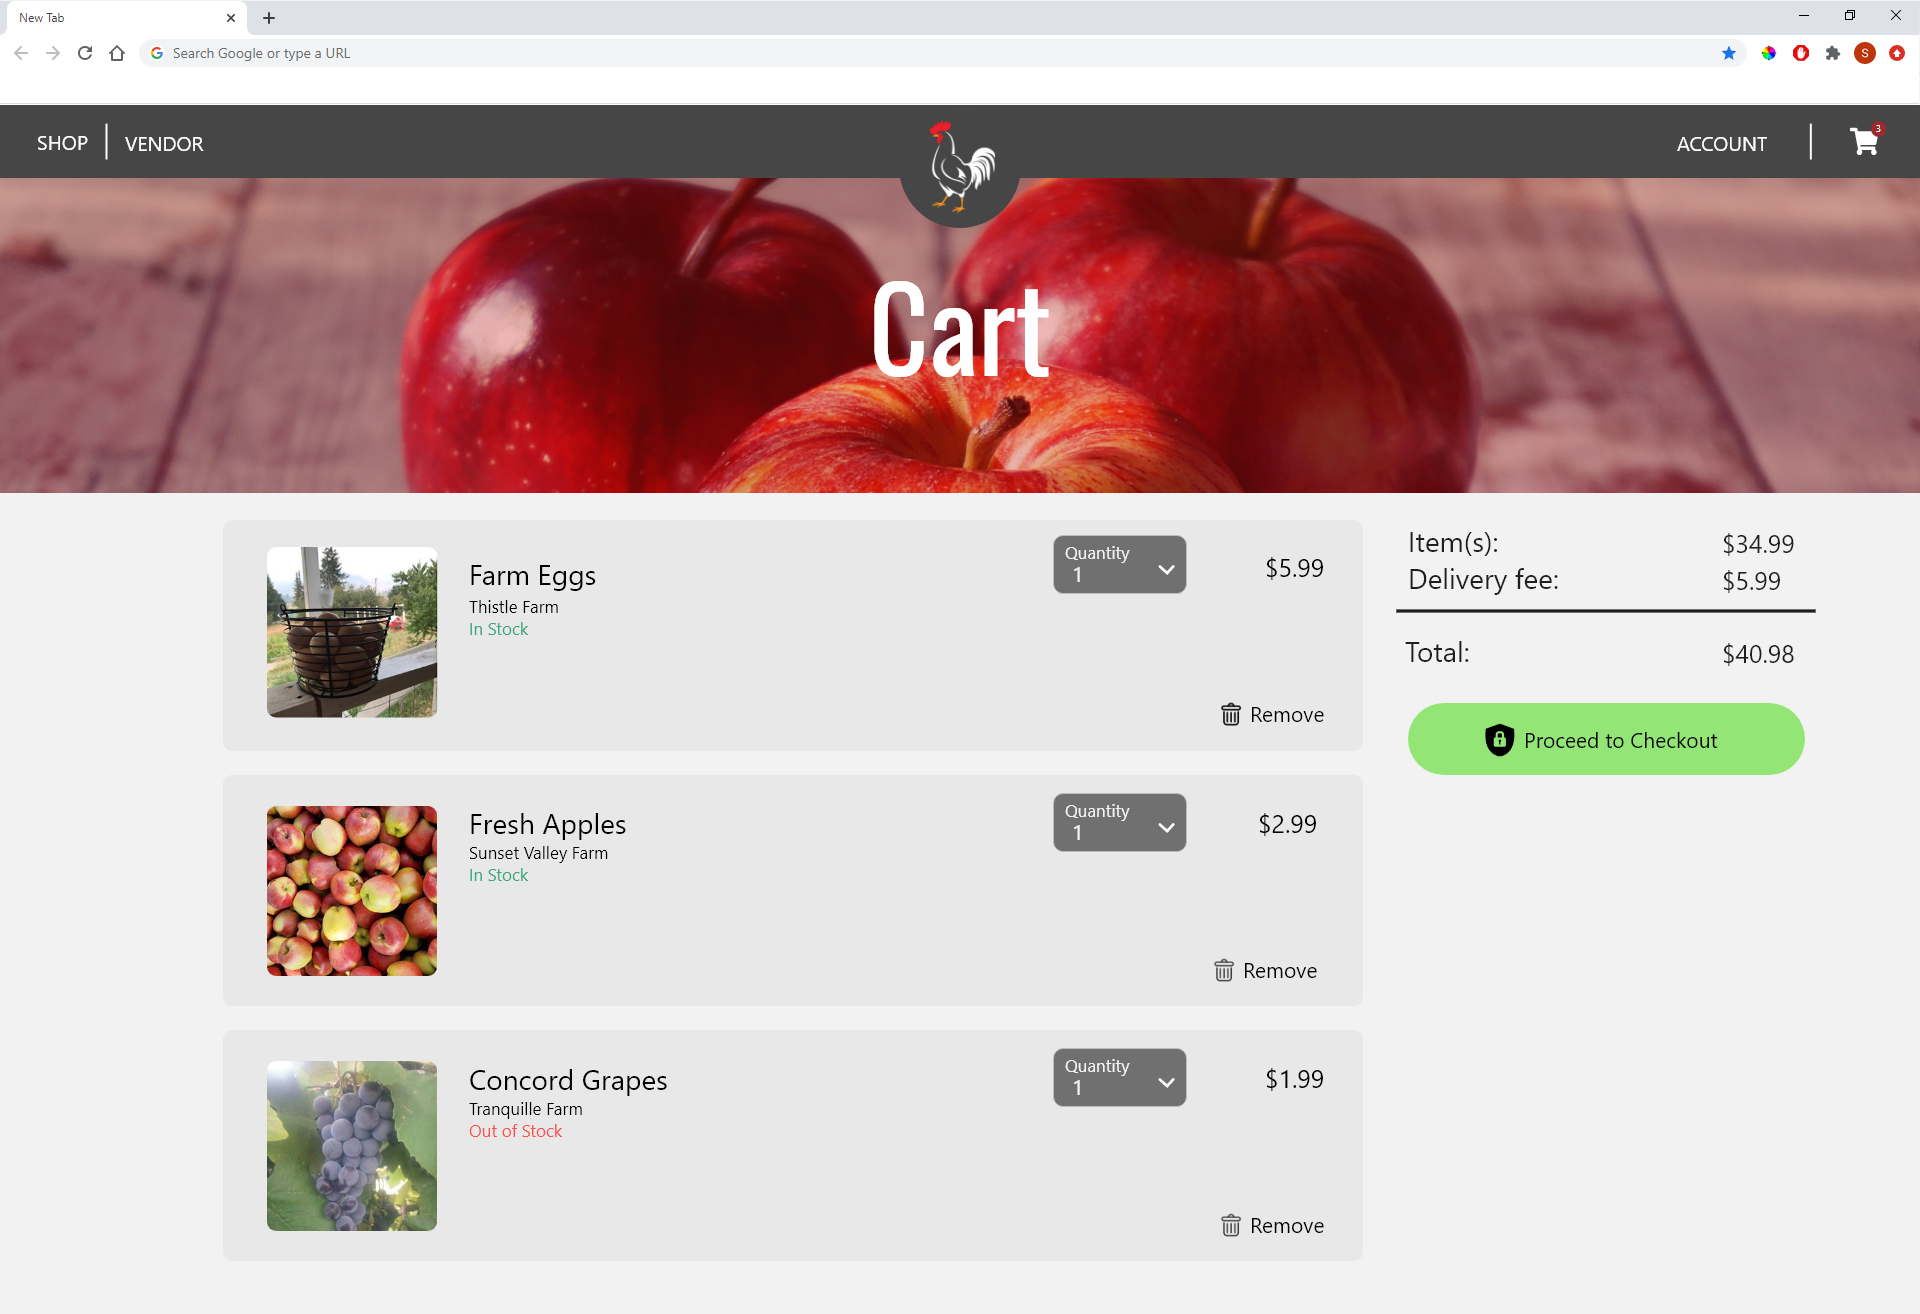 New Tab
Search Google or type a URL
S
SHOP
VENDOR
ACCOUNT
3
Cart
Farm Eggs
Thistle Farm
In Stock
Quantity
1
$5.99
Remove
Fresh Apples
Sunset Valley Farm
In Stock
Quantity
1
$2.99
Remove
Concord Grapes
Tranquille Farm
Out of Stock
Quantity
1
$1.99
Remove
Item(s): $34.99
Delivery fee: $5.99
Total: $40.98
Proceed to Checkout